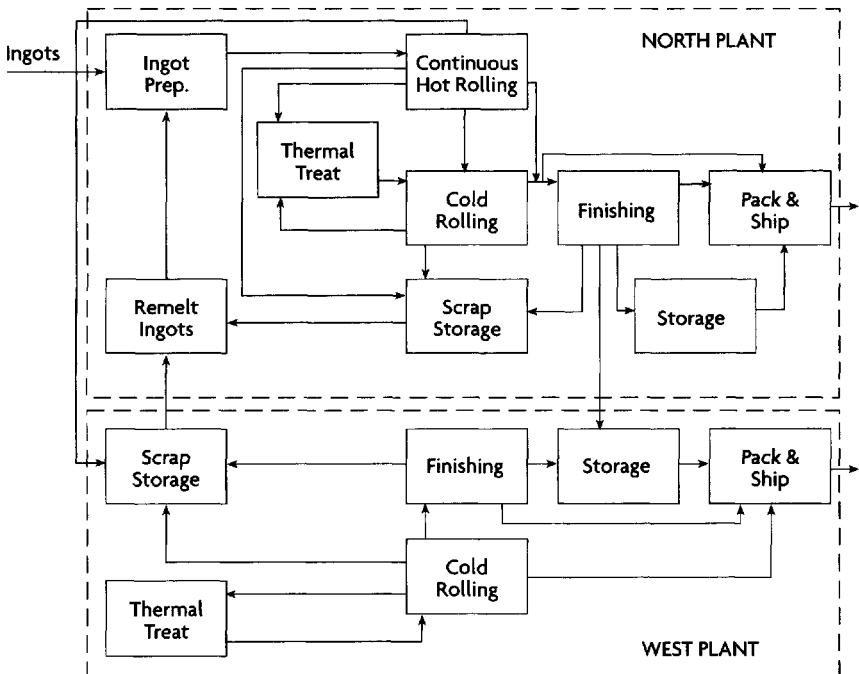 NORTH PLANT
Ingots
Ingot
Prep.
Continuous
Hot Rolling
Thermal
Treat
Cold
Rolling
Finishing
Pack &
Ship
Remelt
Ingots
Scrap
Storage
Storage
Scrap
Storage
Finishing
Storage
Pack &
Ship
Cold
Rolling
Thermal
Treat
WEST PLANT